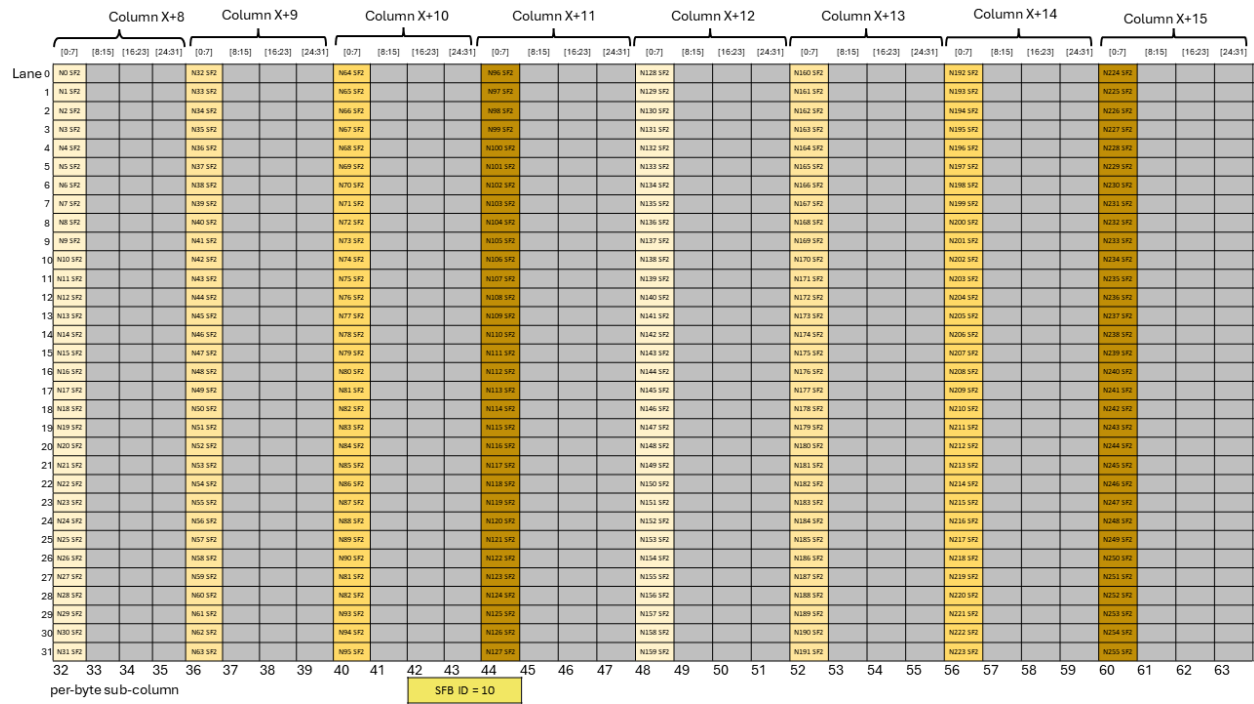 Column X+8 Column X+9 Column X+10 Column X+11 Column X+12 Column X+13 Column X+14 Column X+15
[0:7] [8:15] [16:23] [24:31] [0:7] [8:15] [16:23] [24:31] [0:7] [8:15] [16:23] [24:31] [0:7] [8:15] [16:23] [24:31] [0:7] [8:15] [16:23] [24:31] [0:7] [8:15] [16:23] [24:31] [0:7] [8:15] [16:23] [24:31] [0:7] [8:15] [16:23] [24:31]
Lane 0 N0 SF2 N32 SF2 N64 SF2 N96 SF2 N128 SF2 N160 SF2 N192 SF2 N224 SF2
1 N1 SF2 N33 SF2 N65 SF2 N97 SF2 N129 SF2 N161 SF2 N193 SF2 N225 SF2
2 N2 SF2 N34 SF2 N66 SF2 N98 SF2 N130 SF2 N162 SF2 N194 SF2 N226 SF2
3 N3 SF2 N35 SF2 N67 SF2 N99 SF2 N131 SF2 N163 SF2 N195 SF2 N227 SF2
4 N4 SF2 N36 SF2 N68 SF2 N100 SF2 N132 SF2 N164 SF2 N196 SF2 N228 SF2
5 N5 SF2 N37 SF2 N69 SF2 N101 SF2 N133 SF2 N165 SF2 N197 SF2 N229 SF2
6 N6 SF2 N38 SF2 N70 SF2 N102 SF2 N134 SF2 N166 SF2 N198 SF2 N230 SF2
7 N7 SF2 N39 SF2 N71 SF2 N103 SF2 N135 SF2 N167 SF2 N199 SF2 N231 SF2
8 N8 SF2 N40 SF2 N72 SF2 N104 SF2 N136 SF2 N168 SF2 N200 SF2 N232 SF2
9 N9 SF2 N41 SF2 N73 SF2 N105 SF2 N137 SF2 N169 SF2 N201 SF2 N233 SF2
10 N10 SF2 N42 SF2 N74 SF2 N106 SF2 N138 SF2 N170 SF2 N202 SF2 N234 SF2
11 N11 SF2 N43 SF2 N75 SF2 N107 SF2 N139 SF2 N171 SF2 N203 SF2 N235 SF2
12 N12 SF2 N44 SF2 N76 SF2 N108 SF2 N140 SF2 N172 SF2 N204 SF2 N236 SF2
13 N13 SF2 N45 SF2 N77 SF2 N109 SF2 N141 SF2 N173 SF2 N205 SF2 N237 SF2
14 N14 SF2 N46 SF2 N78 SF2 N110 SF2 N142 SF2 N174 SF2 N206 SF2 N238 SF2
15 N15 SF2 N47 SF2 N79 SF2 N111 SF2 N143 SF2 N175 SF2 N207 SF2 N239 SF2
16 N16 SF2 N48 SF2 N80 SF2 N112 SF2 N144 SF2 N176 SF2 N208 SF2 N240 SF2
17 N17 SF2 N49 SF2 N81 SF2 N113 SF2 N145 SF2 N177 SF2 N209 SF2 N241 SF2
18 N18 SF2 N50 SF2 N82 SF2 N114 SF2 N146 SF2 N178 SF2 N210 SF2 N242 SF2
19 N19 SF2 N51 SF2 N83 SF2 N115 SF2 N147 SF2 N179 SF2 N211 SF2 N243 SF2
20 N20 SF2 N52 SF2 N84 SF2 N116 SF2 N148 SF2 N180 SF2 N212 SF2 N244 SF2
21 N21 SF2 N53 SF2 N85 SF2 N117 SF2 N149 SF2 N181 SF2 N213 SF2 N245 SF2
22 N22 SF2 N54 SF2 N86 SF2 N118 SF2 N150 SF2 N182 SF2 N214 SF2 N246 SF2
23 N23 SF2 N55 SF2 N87 SF2 N119 SF2 N151 SF2 N183 SF2 N215 SF2 N247 SF2
24 N24 SF2 N56 SF2 N88 SF2 N120 SF2 N152 SF2 N184 SF2 N216 SF2 N248 SF2
25 N25 SF2 N57 SF2 N89 SF2 N121 SF2 N153 SF2 N185 SF2 N217 SF2 N249 SF2
26 N26 SF2 N58 SF2 N90 SF2 N122 SF2 N154 SF2 N186 SF2 N218 SF2 N250 SF2
27 N27 SF2 N59 SF2 N81 SF2 N123 SF2 N155 SF2 N187 SF2 N219 SF2 N251 SF2
28 N28 SF2 N60 SF2 N82 SF2 N124 SF2 N156 SF2 N188 SF2 N220 SF2 N252 SF2
29 N29 SF2 N61 SF2 N93 SF2 N125 SF2 N157 SF2 N189 SF2 N221 SF2 N253 SF2
30 N30 SF2 N62 SF2 N94 SF2 N126 SF2 N158 SF2 N190 SF2 N222 SF2 N254 SF2
31 N31 SF2 N63 SF2 N95 SF2 N127 SF2 N159 SF2 N191 SF2 N223 SF2 N255 SF2
32 33 34 35 36 37 38 39 40 41 42 43 44 45 46 47 48 49 50 51 52 53 54 55 56 57 58 59 60 61 62 63
per-byte sub-column
SFB ID = 10